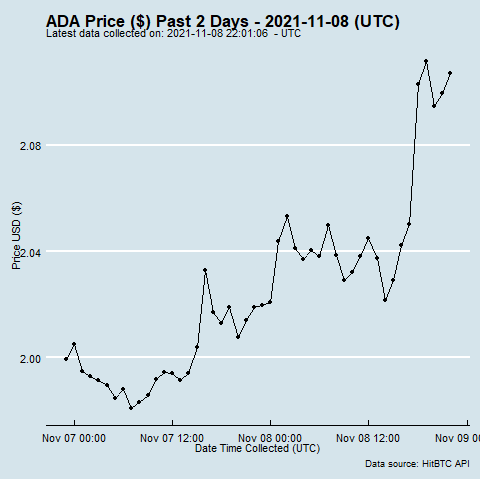 ADA Price ($) Past 2 Days - 2021-11-08 (UTC)
Latest data collected on: 2021-11-08 22:01:06  - UTC
2.08
2.04
2.00
Price USD ($)
Nov 07 00:00
Nov 07 12:00
Nov 08 00:00
Nov 08 12:00
Nov 09 0
Date Time Collected (UTC)
Data source: HitBTC API